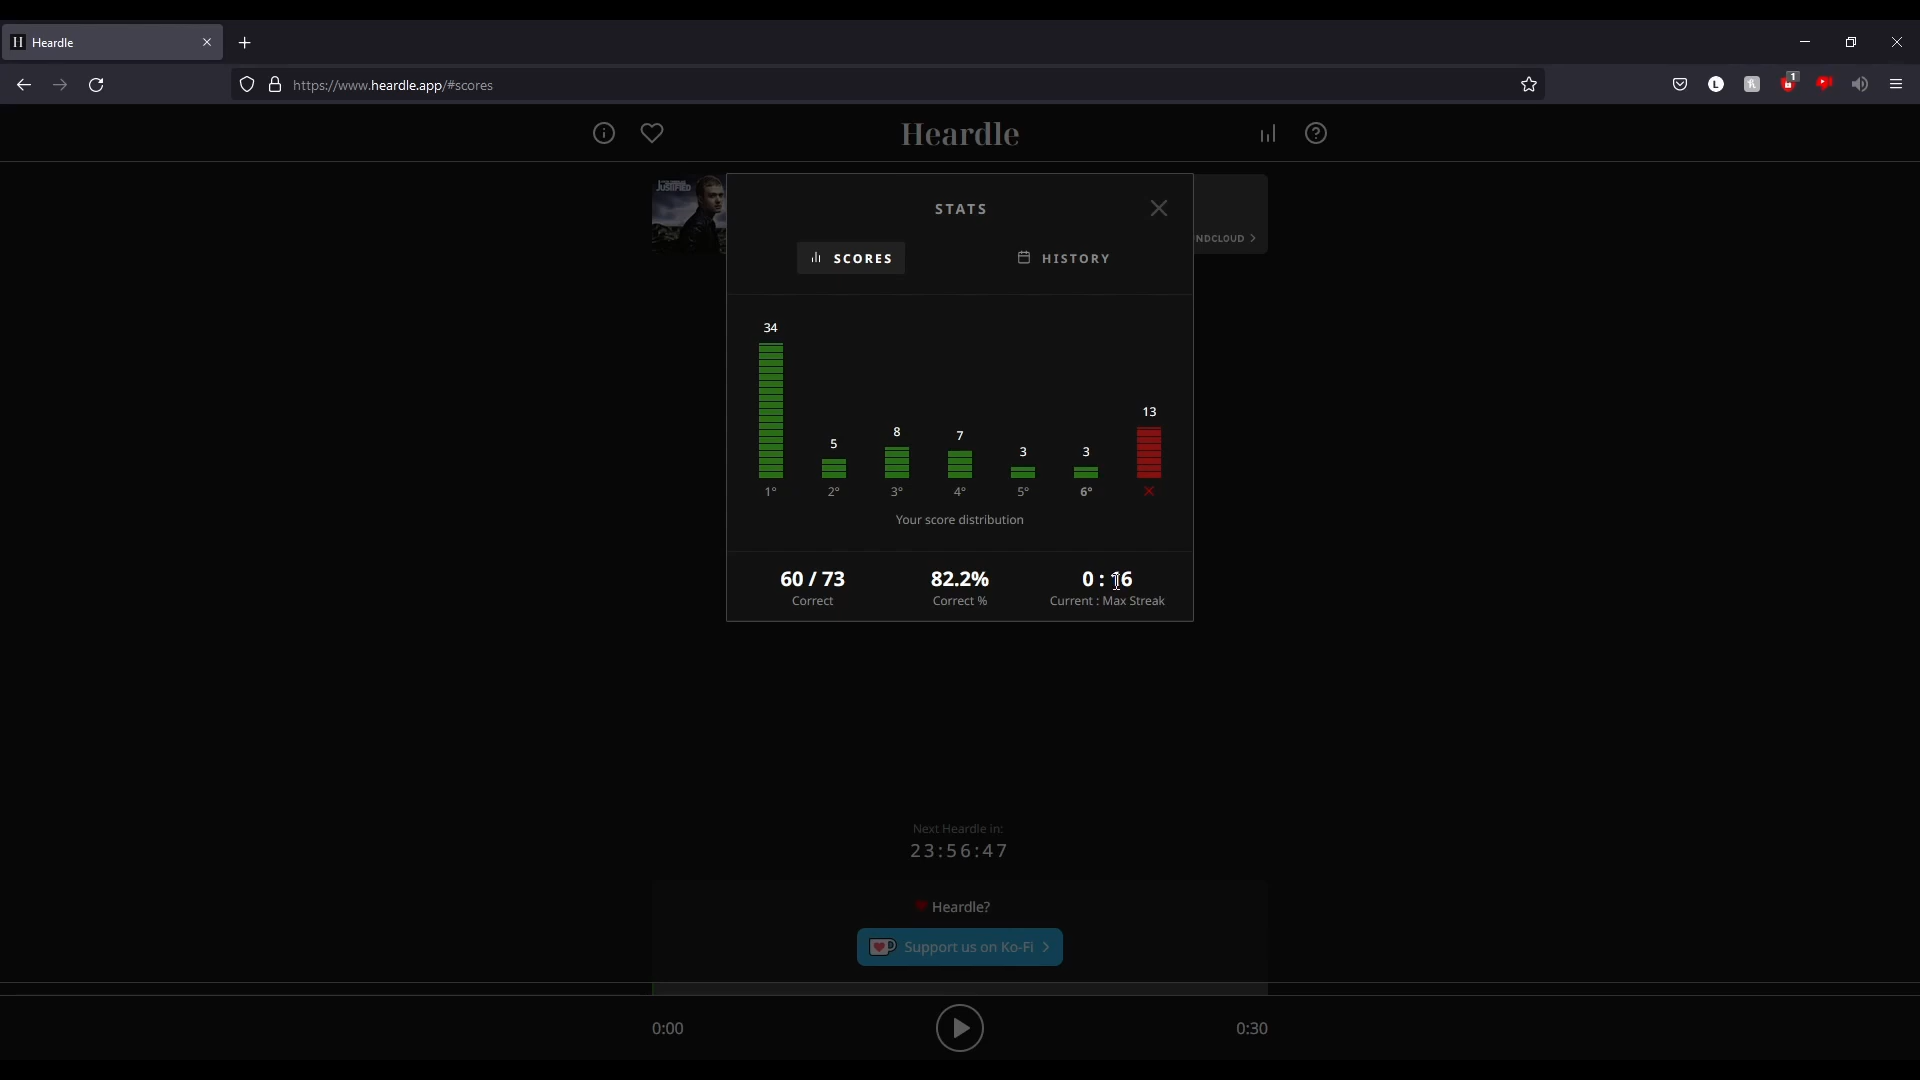 Heardle
https://www.heardle.app/#scores
1
Heardle
JUSTIFIED
STATS
NDCLOUD >
SCORES
HISTORY
34
5
8
7
3
3
13
1°
2°
3°
4°
5°
6°
Your score distribution
60 / 73
82.2%
0 : 16
Correct
Correct %
Current : Max Streak
Next Heardle in:
23:56:47
Heardle?
Support us on Ko-Fi >
0:00
0:30